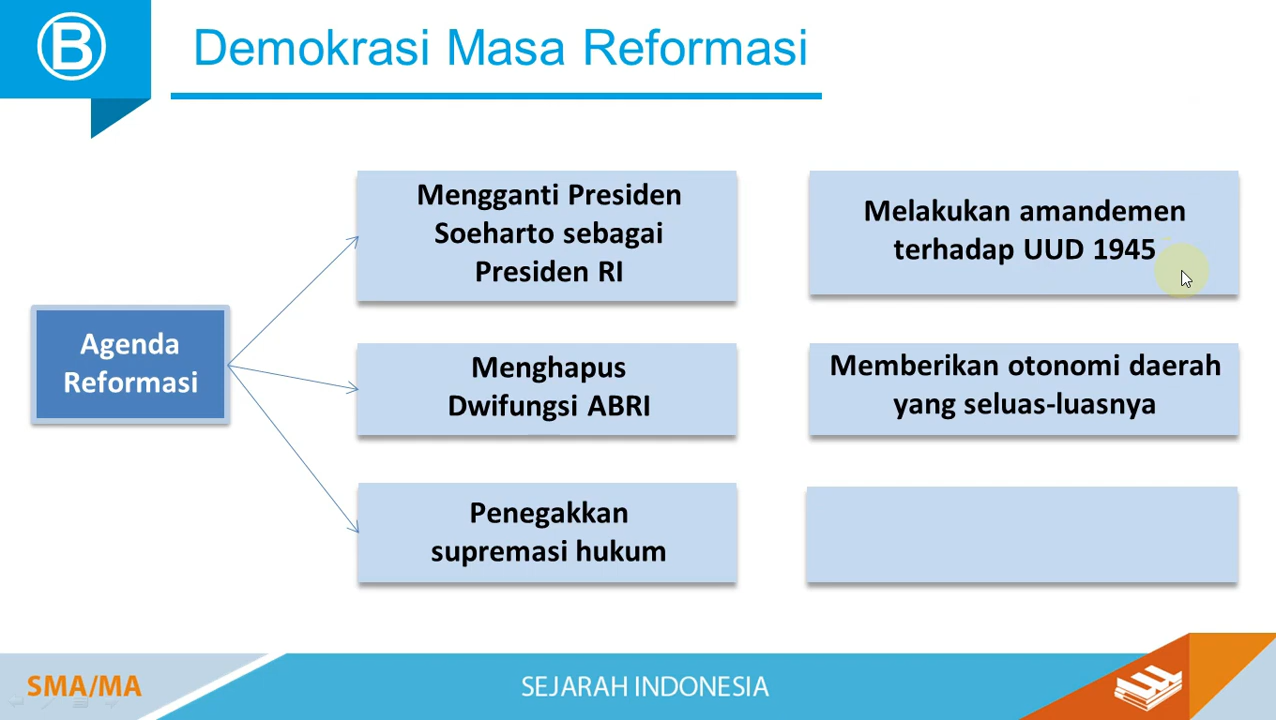 B
Demokrasi Masa Reformasi
Mengganti Presiden
Soeharto sebagai
Presiden RI
Melakukan amandemen
terhadap UUD 1945
Agenda
Reformasi
Menghapus
Dwifungsi ABRI
Memberikan otonomi daerah
yang seluas-luasnya
Penegakkan
supremasi hukum
SMA/MA
SEJARAH INDONESIA